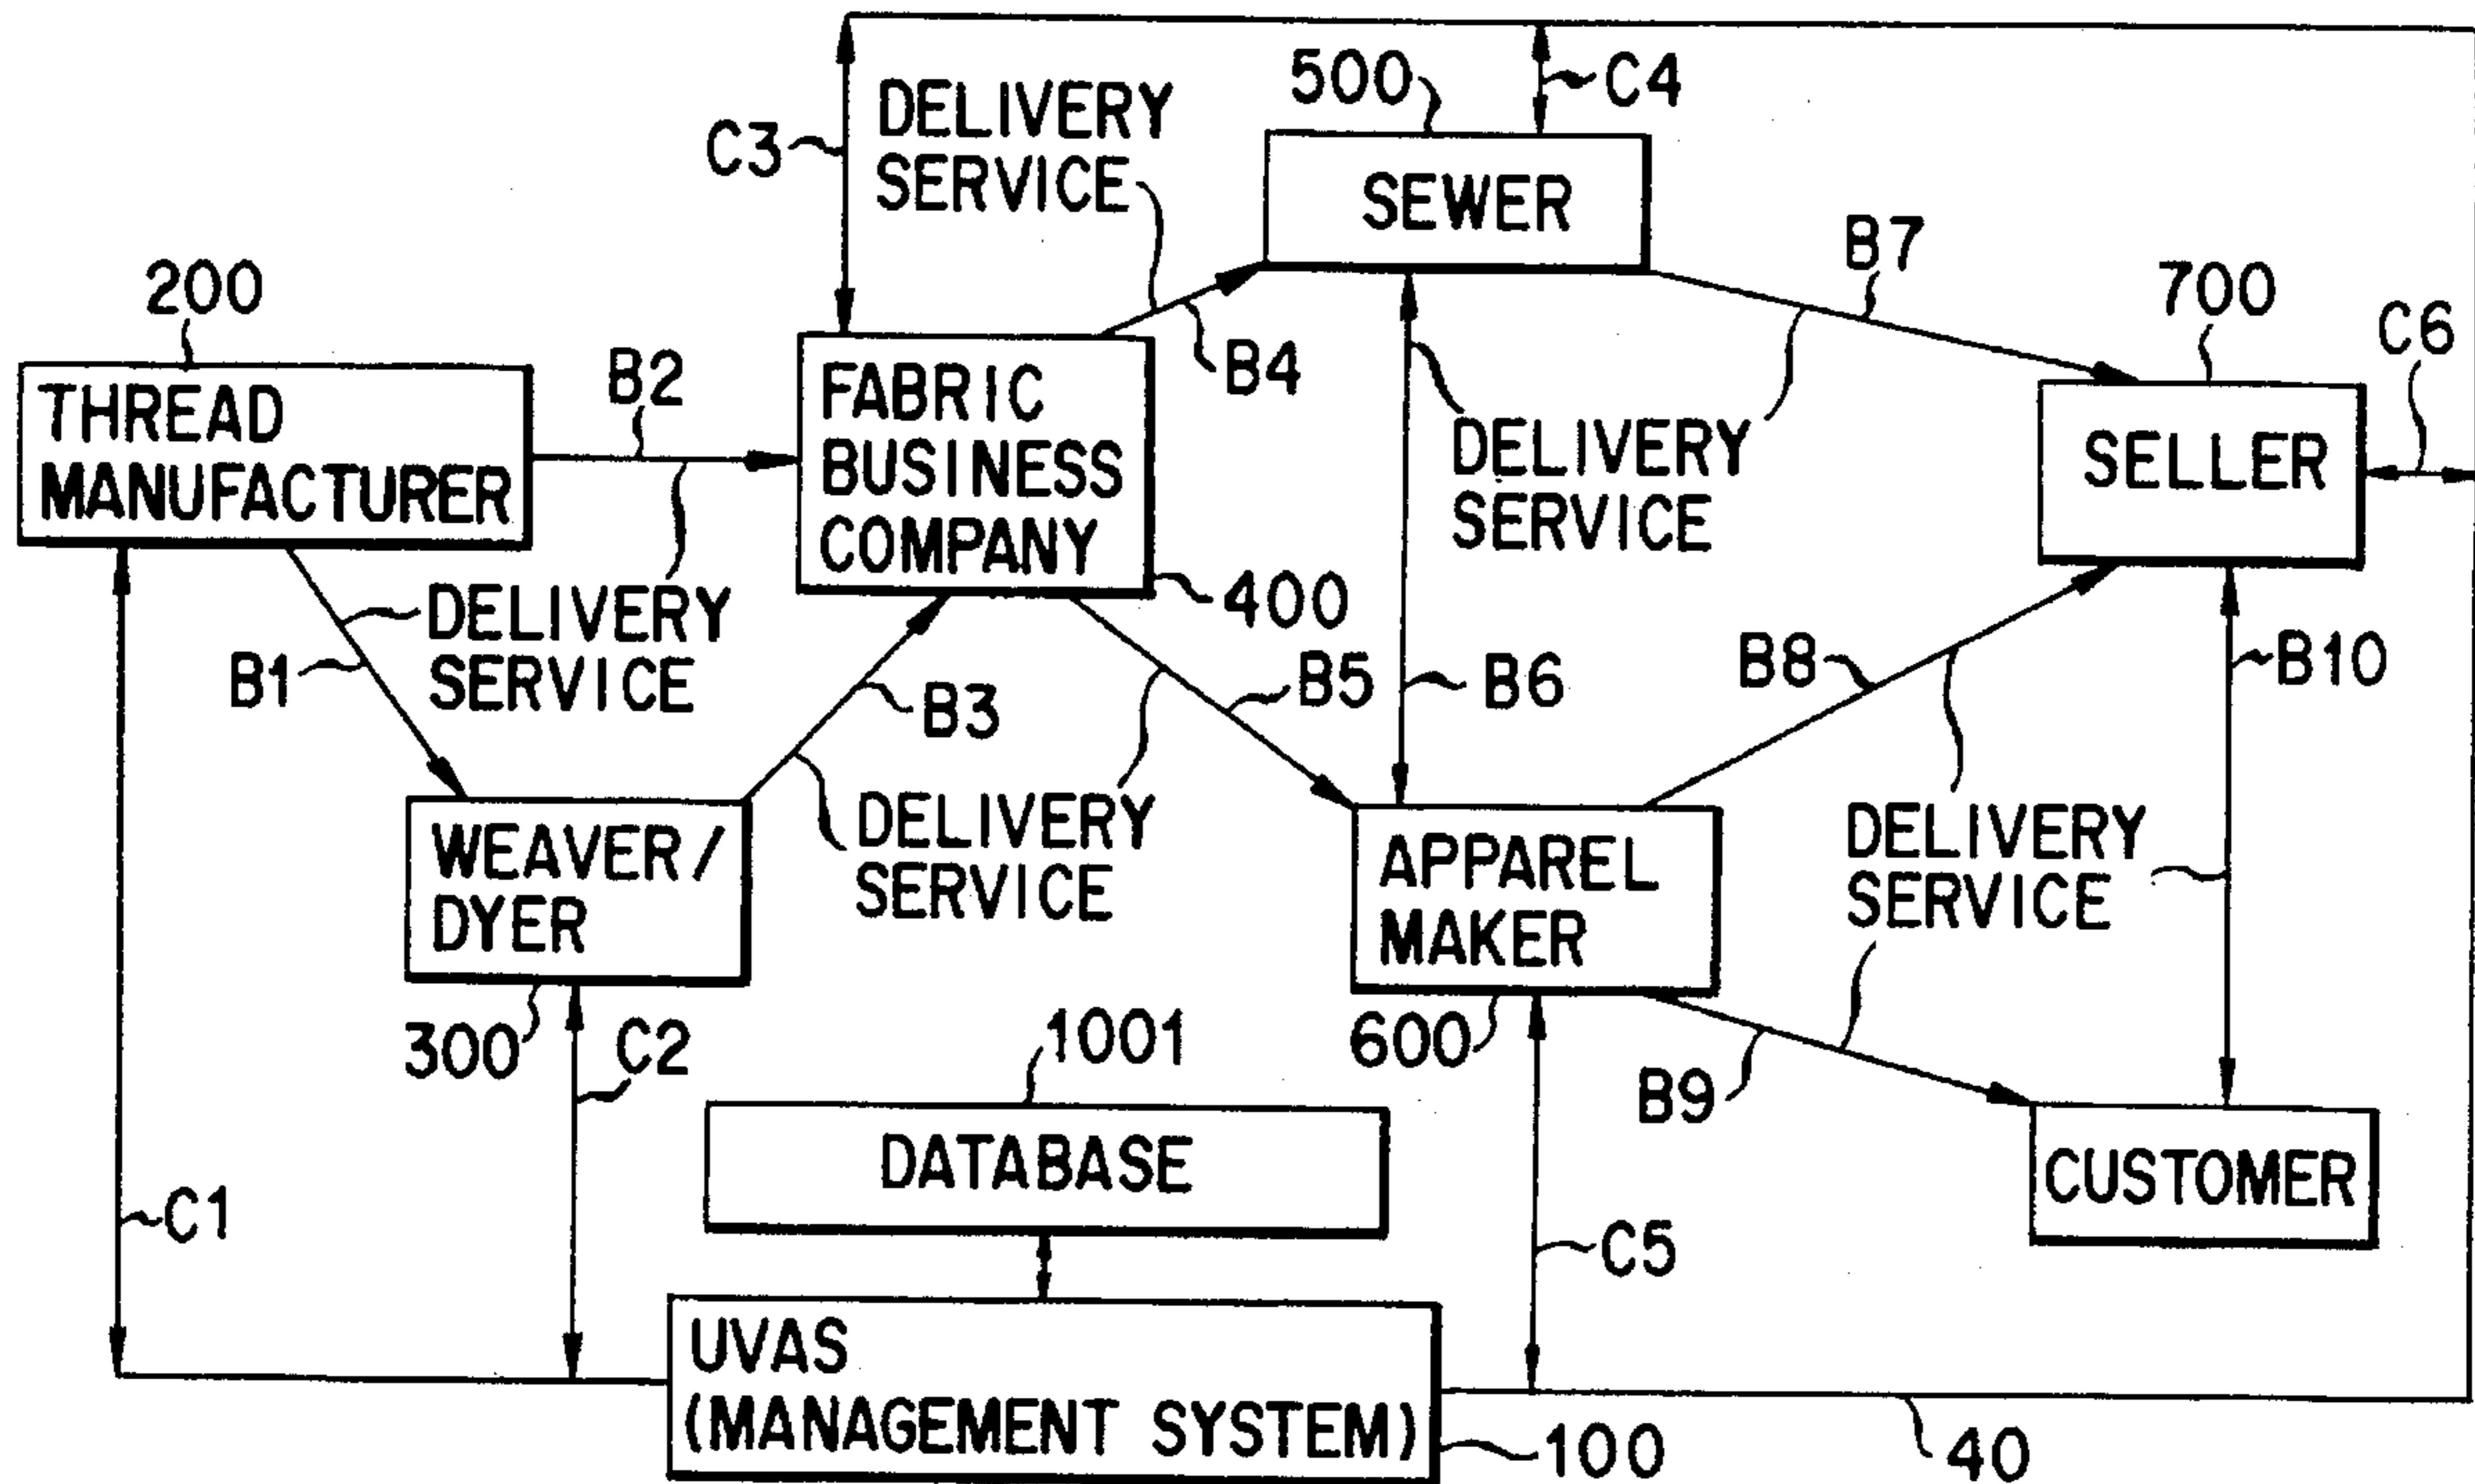 500
C4
DELIVERY
SERVICE
C3
SEWER
B7
200
700
C6
B2
B4
THREAD
MANUFACTURER
FABRIC
BUSINESS
COMPANY
DELIVERY
SERVICE
SELLER
400
DELIVERY
SERVICE
B1
B3
B5
B6
B8
B10
WEAVER/
DYER
DELIVERY
SERVICE
APPAREL
MAKER
DELIVERY
SERVICE
300
C2
1001
600
B9
DATABASE
CUSTOMER
C1
C5
UVAS
(MANAGEMENT SYSTEM)
100
40